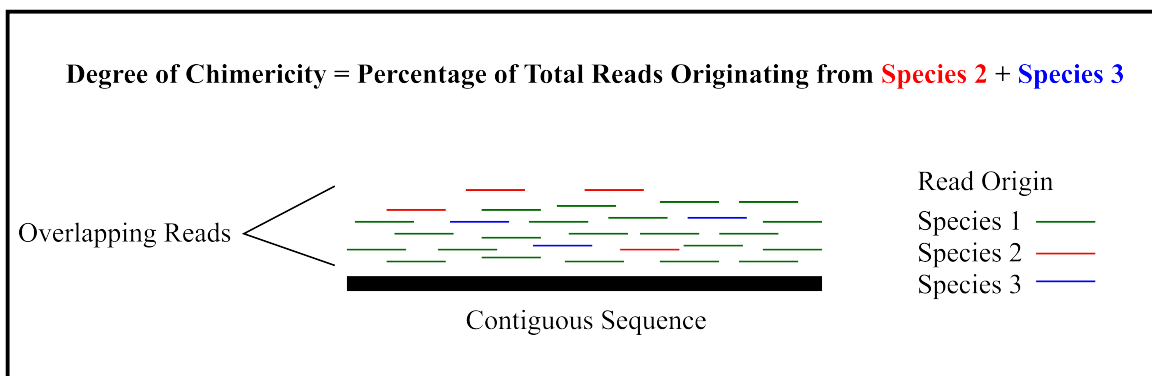 Degree of Chimericity = Percentage of Total Reads Originating from Species 2 + Species 3
Read Origin
Overlapping Reads
Species 1
Species 2
Species 3
Contiguous Sequence